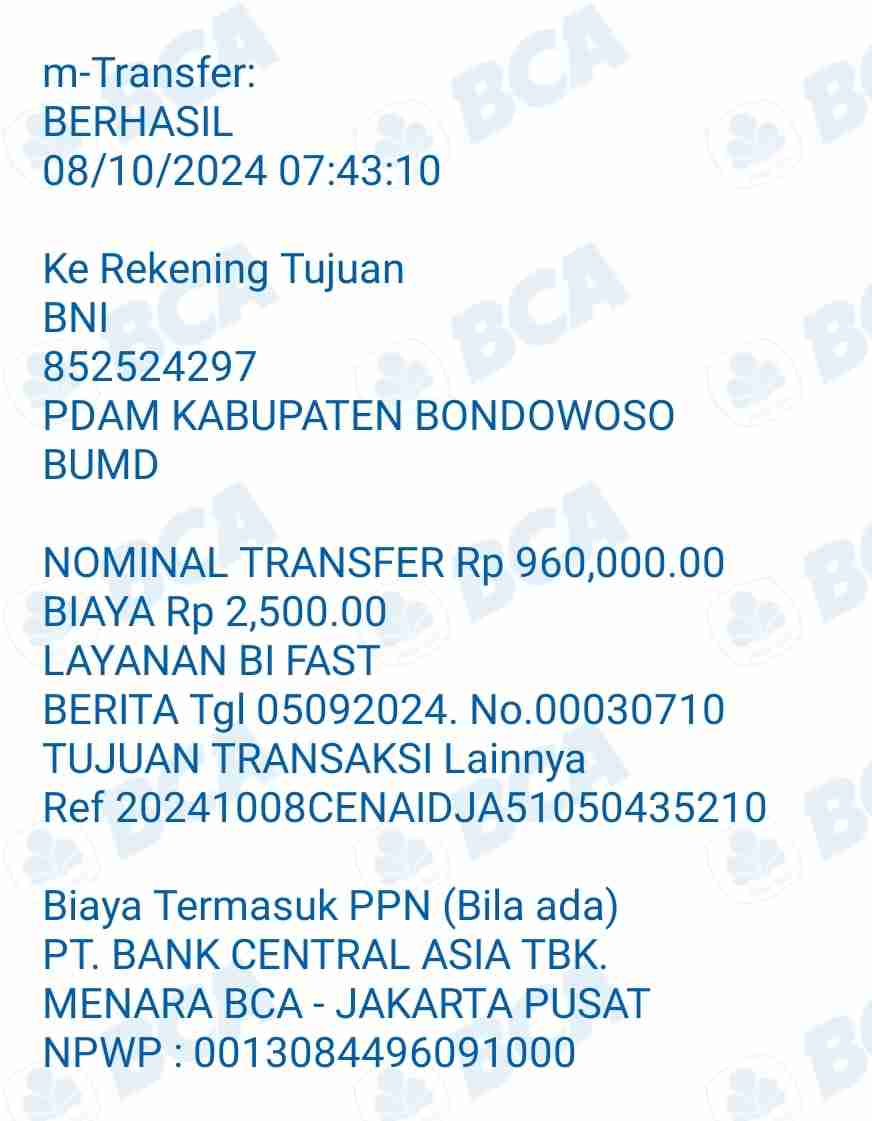 m-Transfer:
BERHASIL
08/10/2024 07:43:10
Ke Rekening Tujuan
BNI
852524297
PDAM KABUPATEN BONDOWOSO
BUMD
NOMINAL TRANSFER Rp 960,000.00
BIAYA Rp 2,500.00
LAYANAN BI FAST
BERITA Tgl 05092024. No.00030710
TUJUAN TRANSAKSI Lainnya
Ref 20241008CENAIDJA51050435210
Biaya Termasuk PPN (Bila ada)
PT. BANK CENTRAL ASIA TBK.
MENARA BCA - JAKARTA PUSAT
NPWP : 0013084496091000